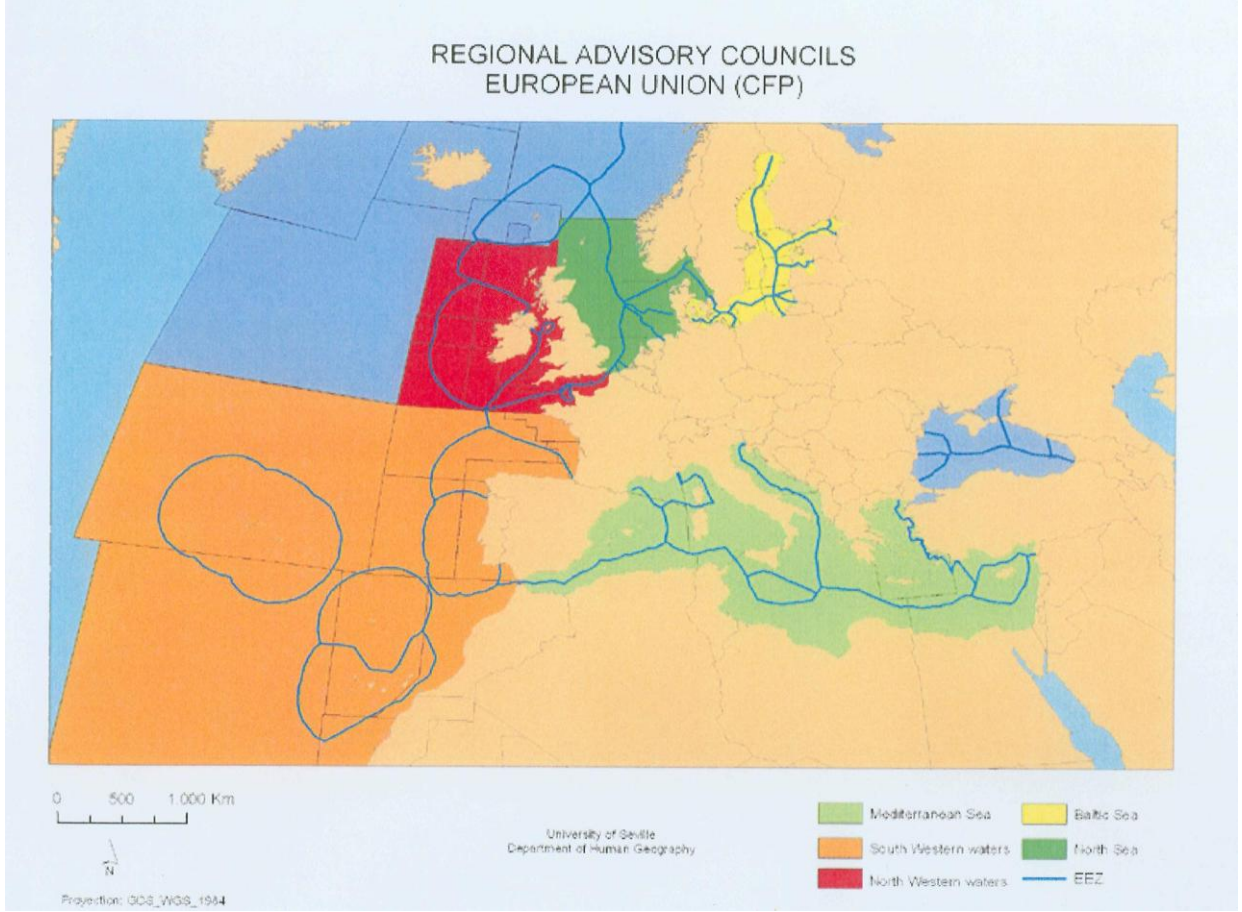 REGIONAL ADVISORY COUNCILS
EUROPEAN UNION (CFP)
0 500 1.000 Km
N
Proyection: GCS_WGS_1984
University of Seville
Department of Human Geography
Mediterranean Sea
South Western waters
North Western waters
Baltic Sea
North Sea
EEZ